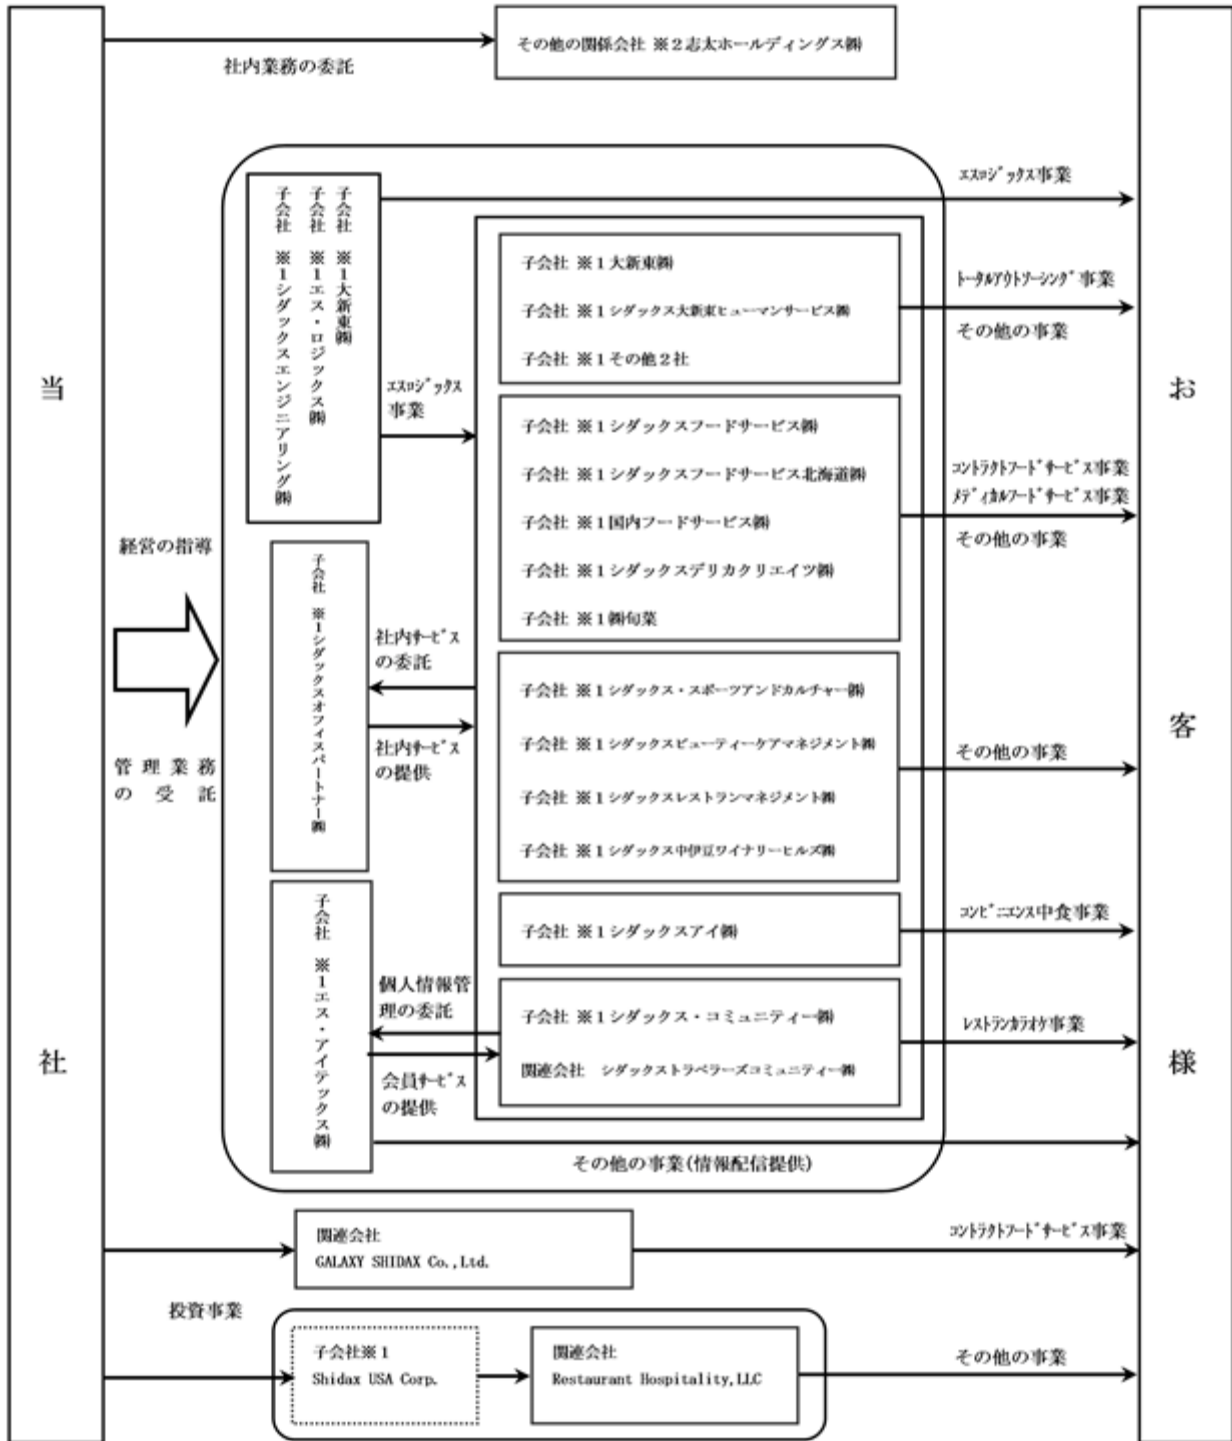 当社
その他の関係会社 ※2志太ホールディングス㈱
社内業務の委託
子会社 ※1大新東㈱
子会社 ※1エス・ロジックス㈱
子会社 ※1シダックスエンジニアリング㈱
ｴｽﾛｼﾞｯｸｽ事業
子会社 ※1大新東㈱
子会社 ※1シダックス大新東ヒューマンサービス㈱
子会社 ※1その他2社
ﾄｰﾀﾙｱｳﾄｿｰｼﾝｸﾞ事業
その他の事業
ｴｽﾛｼﾞｯｸｽ
事業
子会社 ※1シダックスフードサービス㈱
子会社 ※1シダックスフードサービス北海道㈱
子会社 ※1国内フードサービス㈱
子会社 ※1シダックスデリカクリエイツ㈱
子会社 ※1㈱旬菜
ｺﾝﾄﾗｸﾄﾌｰﾄﾞｻｰﾋﾞｽ事業
ﾒﾃﾞｨｶﾙﾌｰﾄﾞｻｰﾋﾞｽ事業
その他の事業
経営の指導
管理業務
の受託
子会社 ※1シダックスオフィスパートナー㈱
社内ｻｰﾋﾞｽ
の委託
社内ｻｰﾋﾞｽ
の提供
子会社 ※1シダックス・スポーツアンドカルチャー㈱
子会社 ※1シダックスビューティーケアマネジメント㈱
子会社 ※1シダックスレストランマネジメント㈱
子会社 ※1シダックス中伊豆ワイナリーヒルズ㈱
その他の事業
子会社 ※1エス・アイテックス㈱
子会社 ※1シダックスアイ㈱
ｺﾝﾋﾞﾆｴﾝｽ中食事業
個人情報管
理の委託
会員ｻｰﾋﾞｽ
の提供
子会社 ※1シダックス・コミュニティー㈱
関連会社 シダックストラベラーズコミュニティー㈱
ﾚｽﾄﾗﾝｶﾗｵｹ事業
その他の事業(情報配信提供)
関連会社
GALAXY SHIDAX Co.,Ltd.
ｺﾝﾄﾗｸﾄﾌｰﾄﾞｻｰﾋﾞｽ事業
投資事業
子会社※1
Shidax USA Corp.
関連会社
Restaurant Hospitality,LLC
その他の事業
お客様